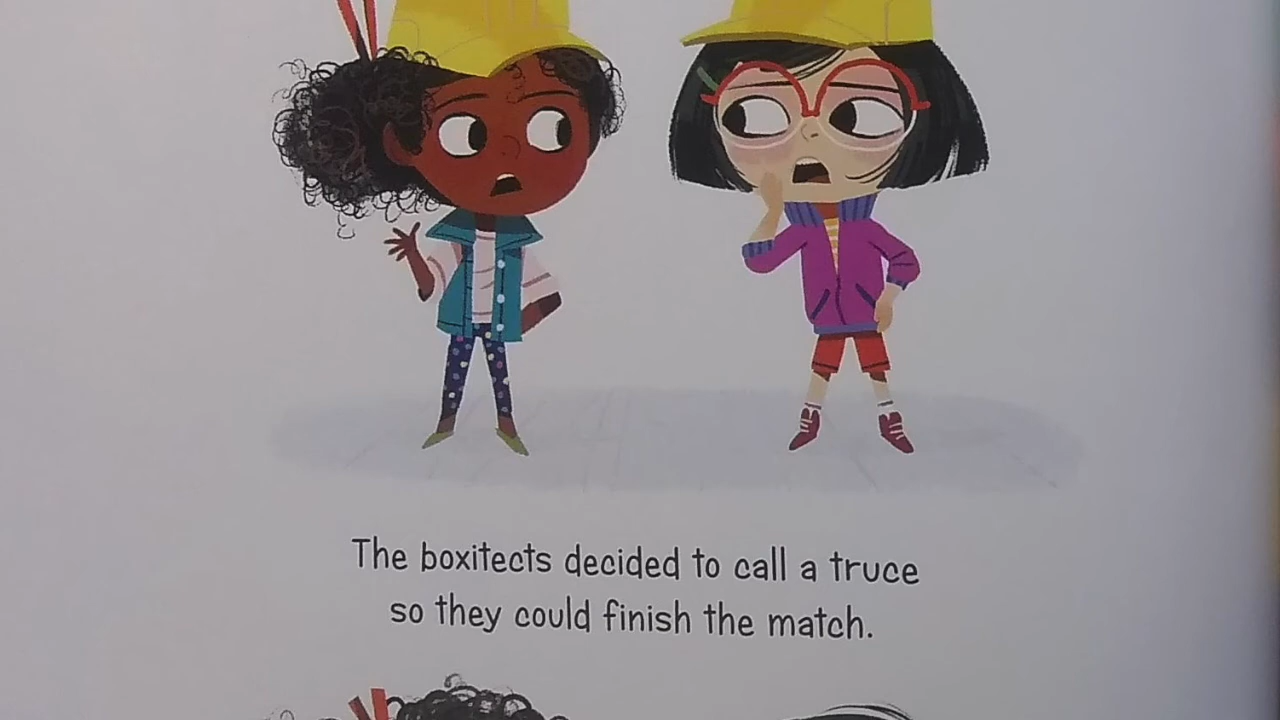 The boxitects decided to call a truce
so they could finish the match.